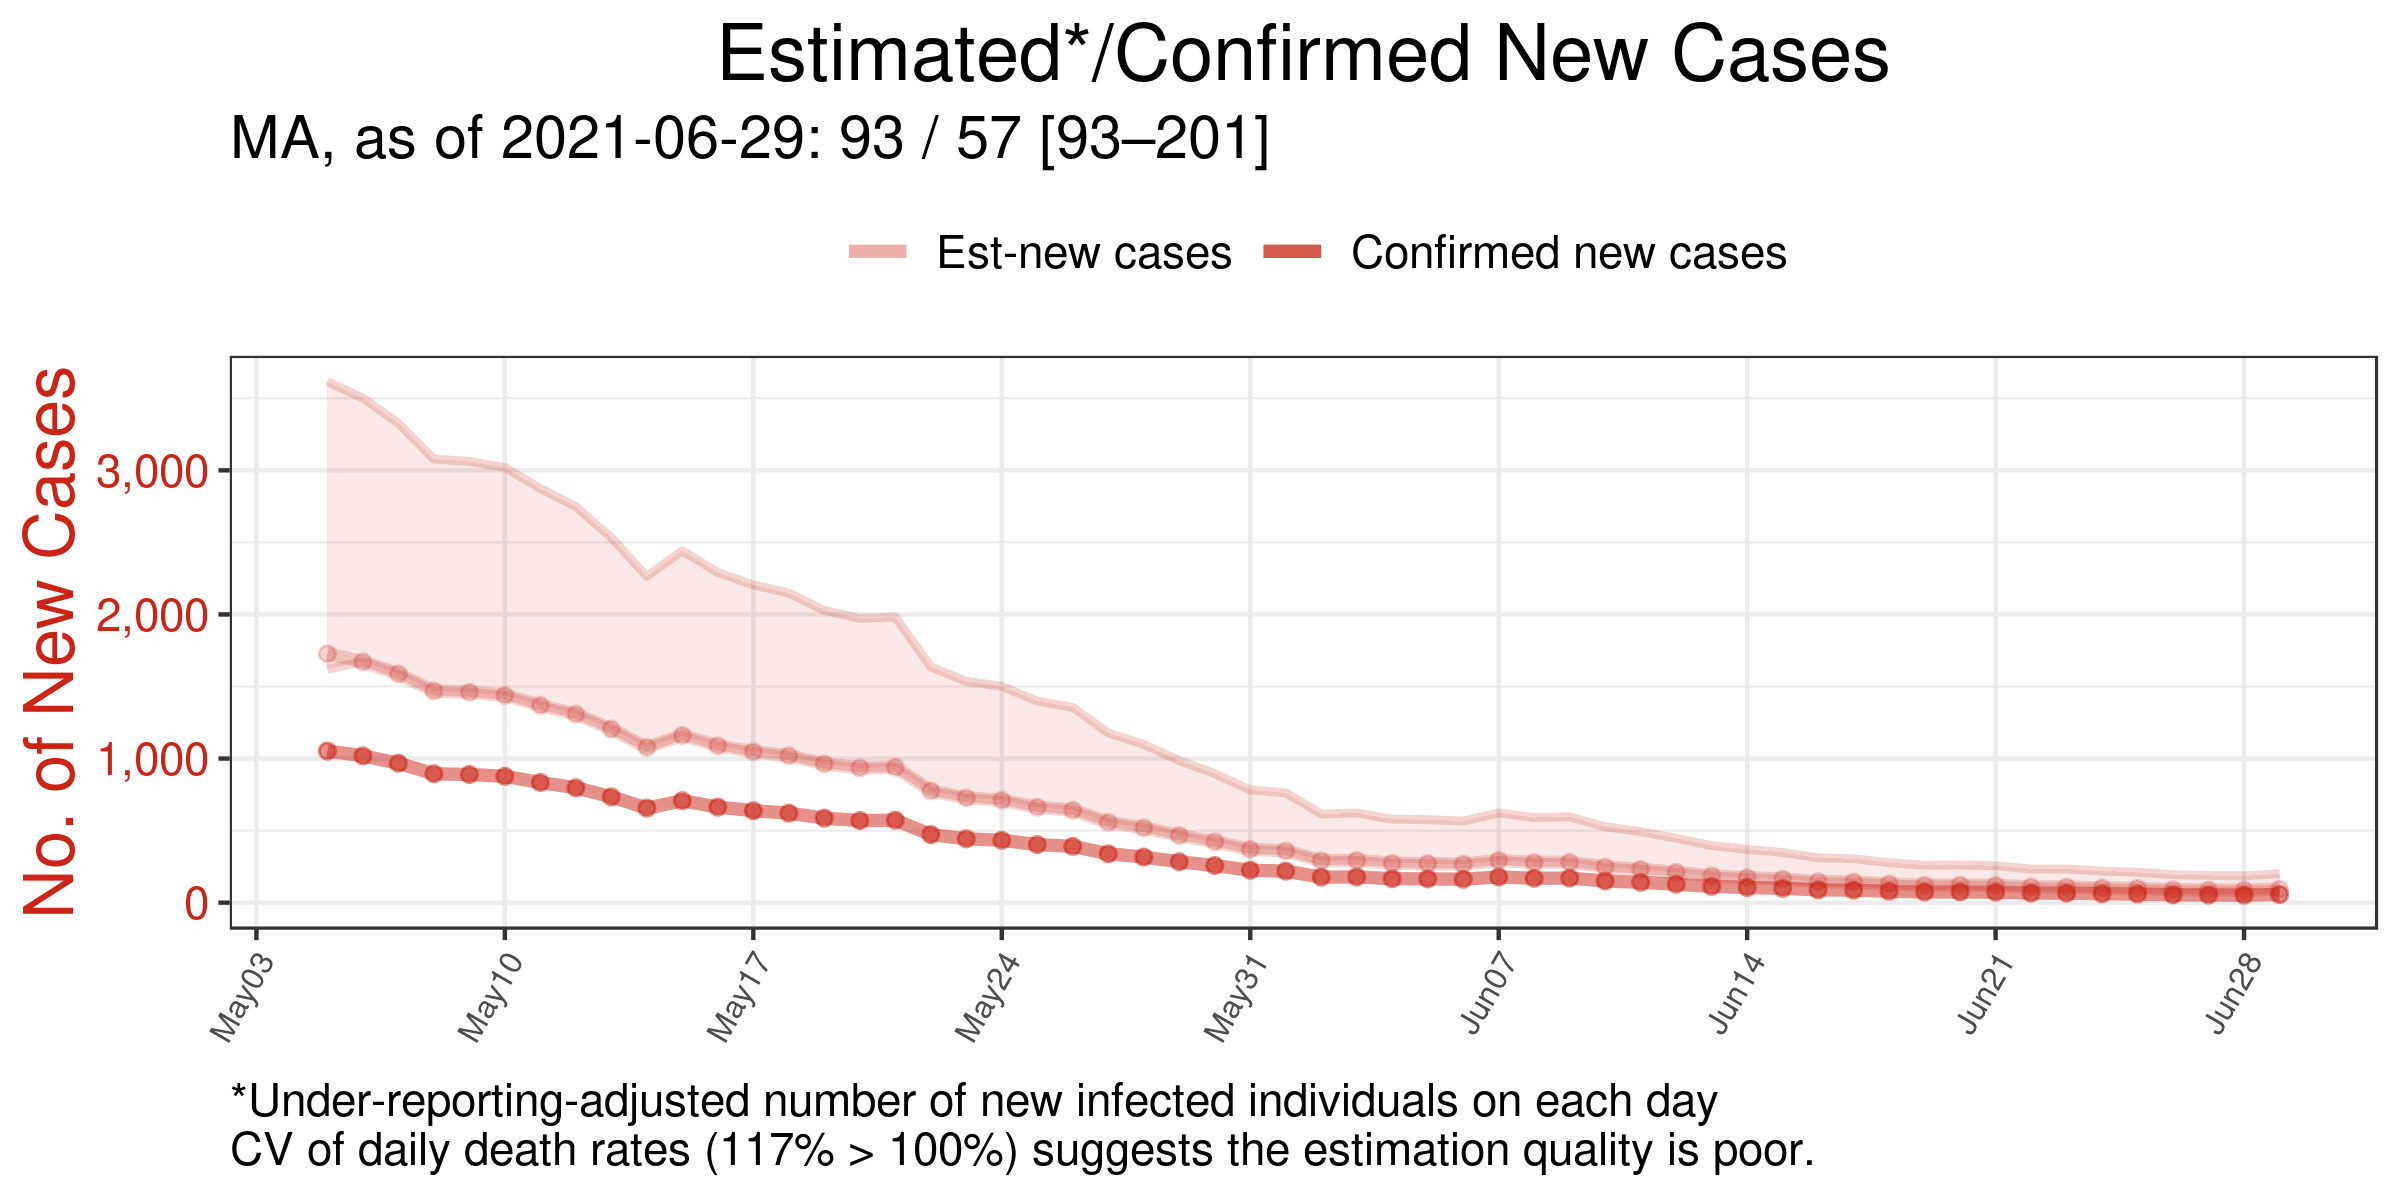 Estimated*/Confirmed New Cases
MA, as of 2021-06-29: 93 / 57 [93–201]
Est-new cases
Confirmed new cases
No. of New Cases
3,000
2,000
1,000
0
May03
May10
May17
May24
May31
Jun07
Jun14
Jun21
Jun28
*Under-reporting-adjusted number of new infected individuals on each day
CV of daily death rates (117% > 100%) suggests the estimation quality is poor.